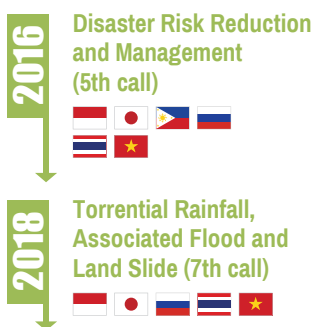 2016
Disaster Risk Reduction
and Management
(5th call)
2018
Torrential Rainfall,
Associated Flood and
Land Slide (7th call)